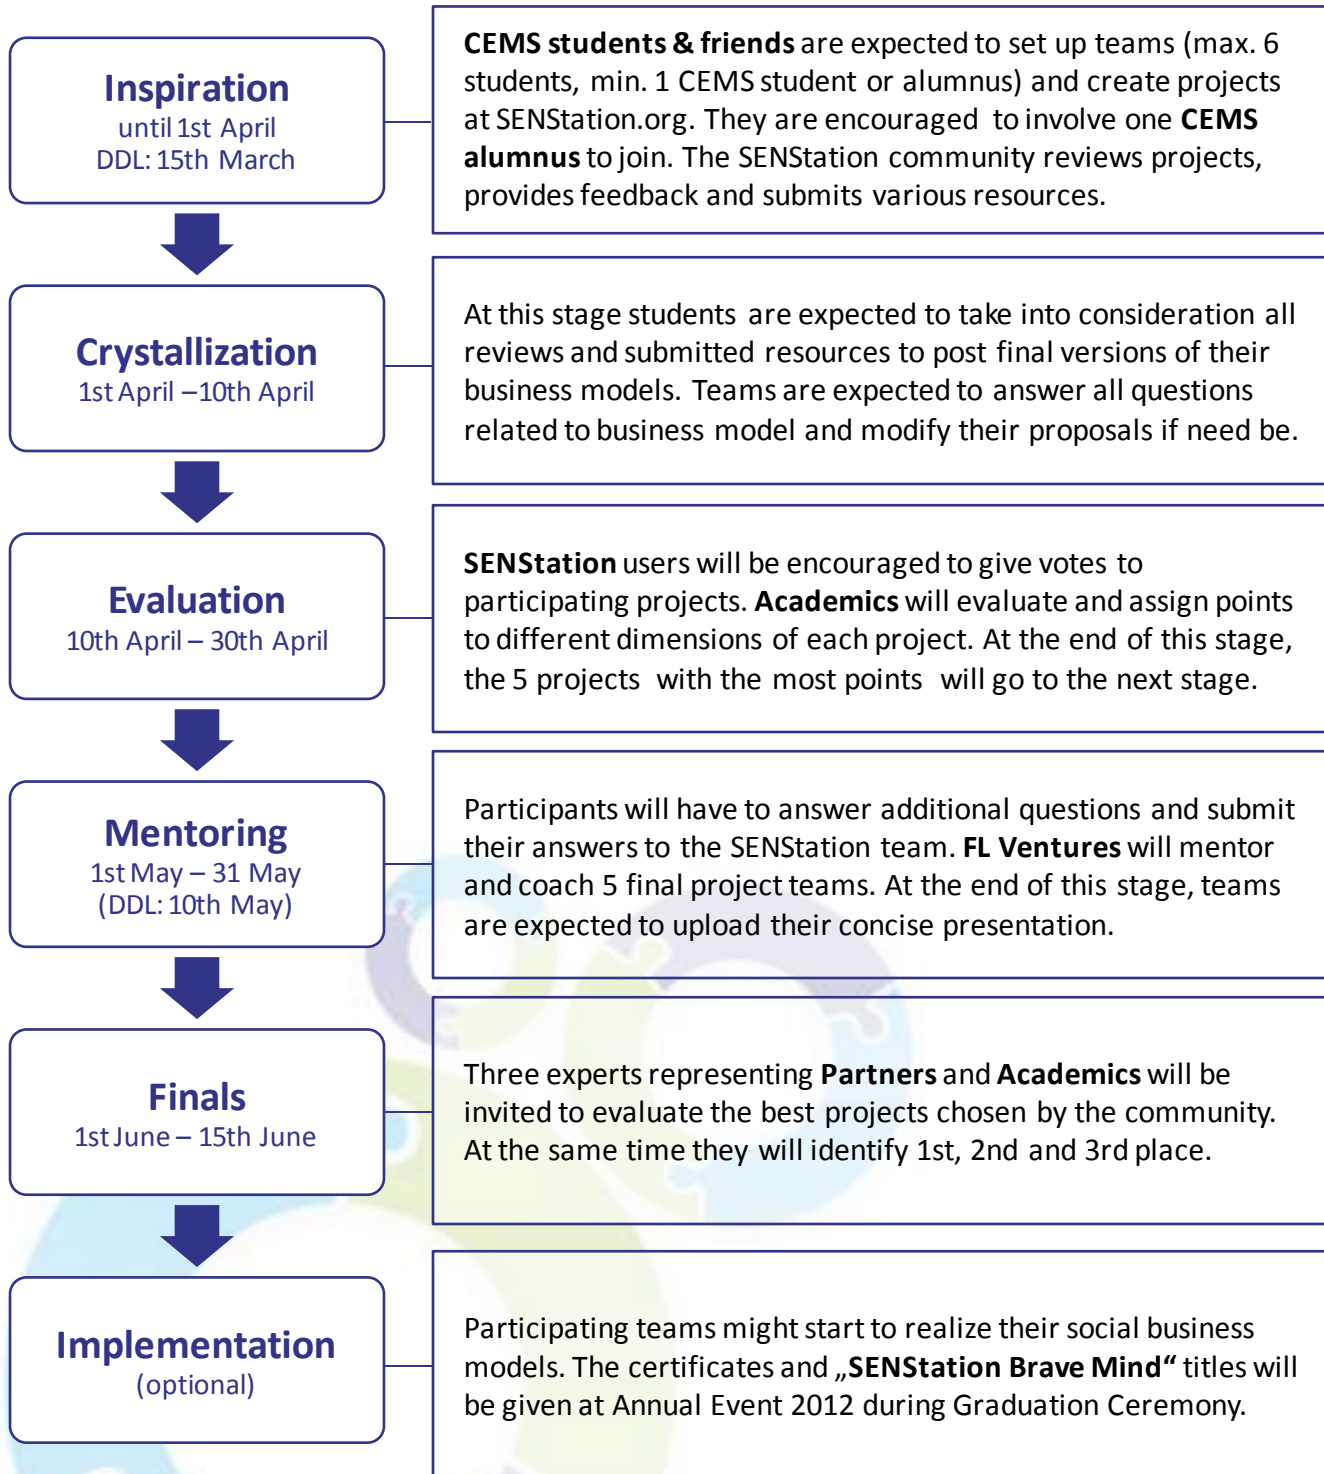 Inspiration
until 1st April
DDL: 15th March
CEMS students & friends are expected to set up teams (max. 6
students, min. 1 CEMS student or alumnus) and create projects
at SENStation.org. They are encouraged to involve one CEMS
alumnus to join. The SENStation community reviews projects,
provides feedback and submits various resources.
Crystallization
1st April – 10th April
At this stage students are expected to take into consideration all
reviews and submitted resources to post final versions of their
business models. Teams are expected to answer all questions
related to business model and modify their proposals if need be.
Evaluation
10th April – 30th April
SENStation users will be encouraged to give votes to
participating projects. Academics will evaluate and assign points
to different dimensions of each project. At the end of this stage,
the 5 projects with the most points will go to the next stage.
Mentoring
1st May – 31 May
(DDL: 10th May)
Participants will have to answer additional questions and submit
their answers to the SENStation team. FL Ventures will mentor
and coach 5 final project teams. At the end of this stage, teams
are expected to upload their concise presentation.
Finals
1st June – 15th June
Three experts representing Partners and Academics will be
invited to evaluate the best projects chosen by the community.
At the same time they will identify 1st, 2nd and 3rd place.
Implementation
(optional)
Participating teams might start to realize their social business
models. The certificates and „SENStation Brave Mind“ titles will
be given at Annual Event 2012 during Graduation Ceremony.